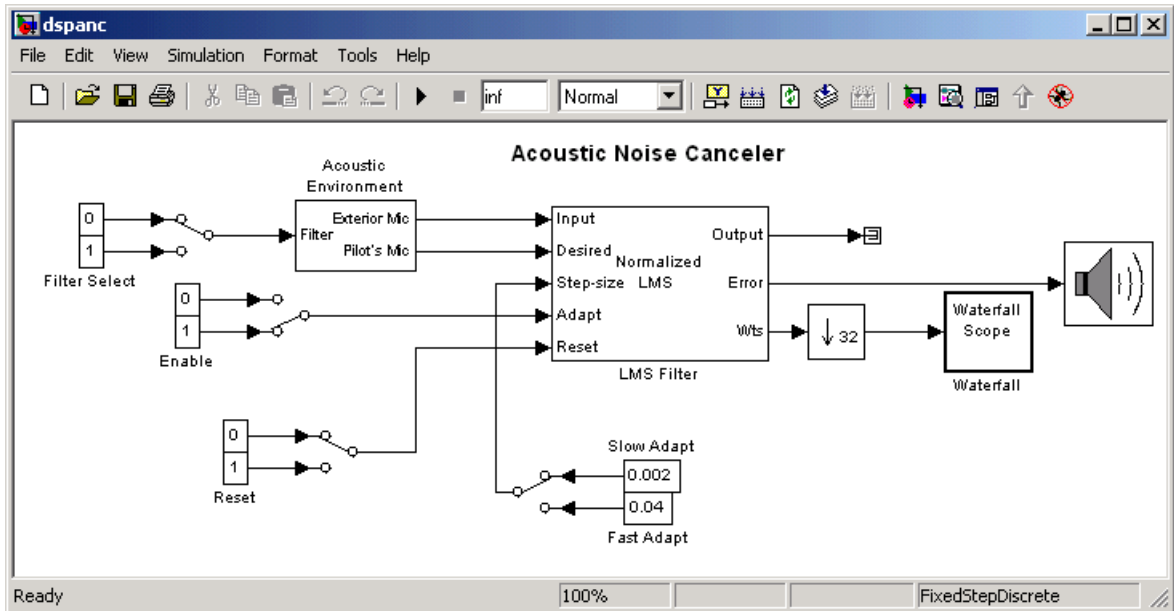 dspanc
File Edit View Simulation Format Tools Help
inf Normal
Acoustic Noise Canceler
Acoustic
Environment
Filter
Exterior Mic
Pilot's Mic
0
1
Filter Select
0
1
Enable
0
1
Reset
Input
Desired
Step-size
Adapt
Reset
Normalized
LMS
Output
Error
Wts
LMS Filter
↓ 32
Waterfall
Scope
Waterfall
Slow Adapt
0.002
0.04
Fast Adapt
Ready 100% FixedStepDiscrete